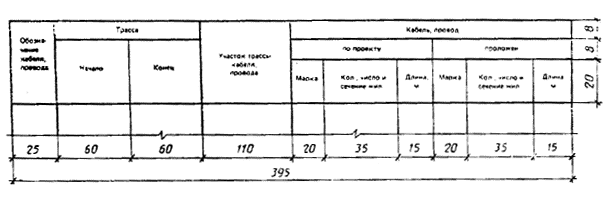 Обозна-
чение
кабеля,
провода
Трасса
Начало
Конец
Участок трассы
кабеля,
провода
Кабель, провод
по проекту
проложен
Марка
Кол., число и
сечение жил
Длина,
м
Марка
Кол., число и
сечение жил
Длина,
м
8
8
20
25 60 60 110 20 35 15 20 35 15
395